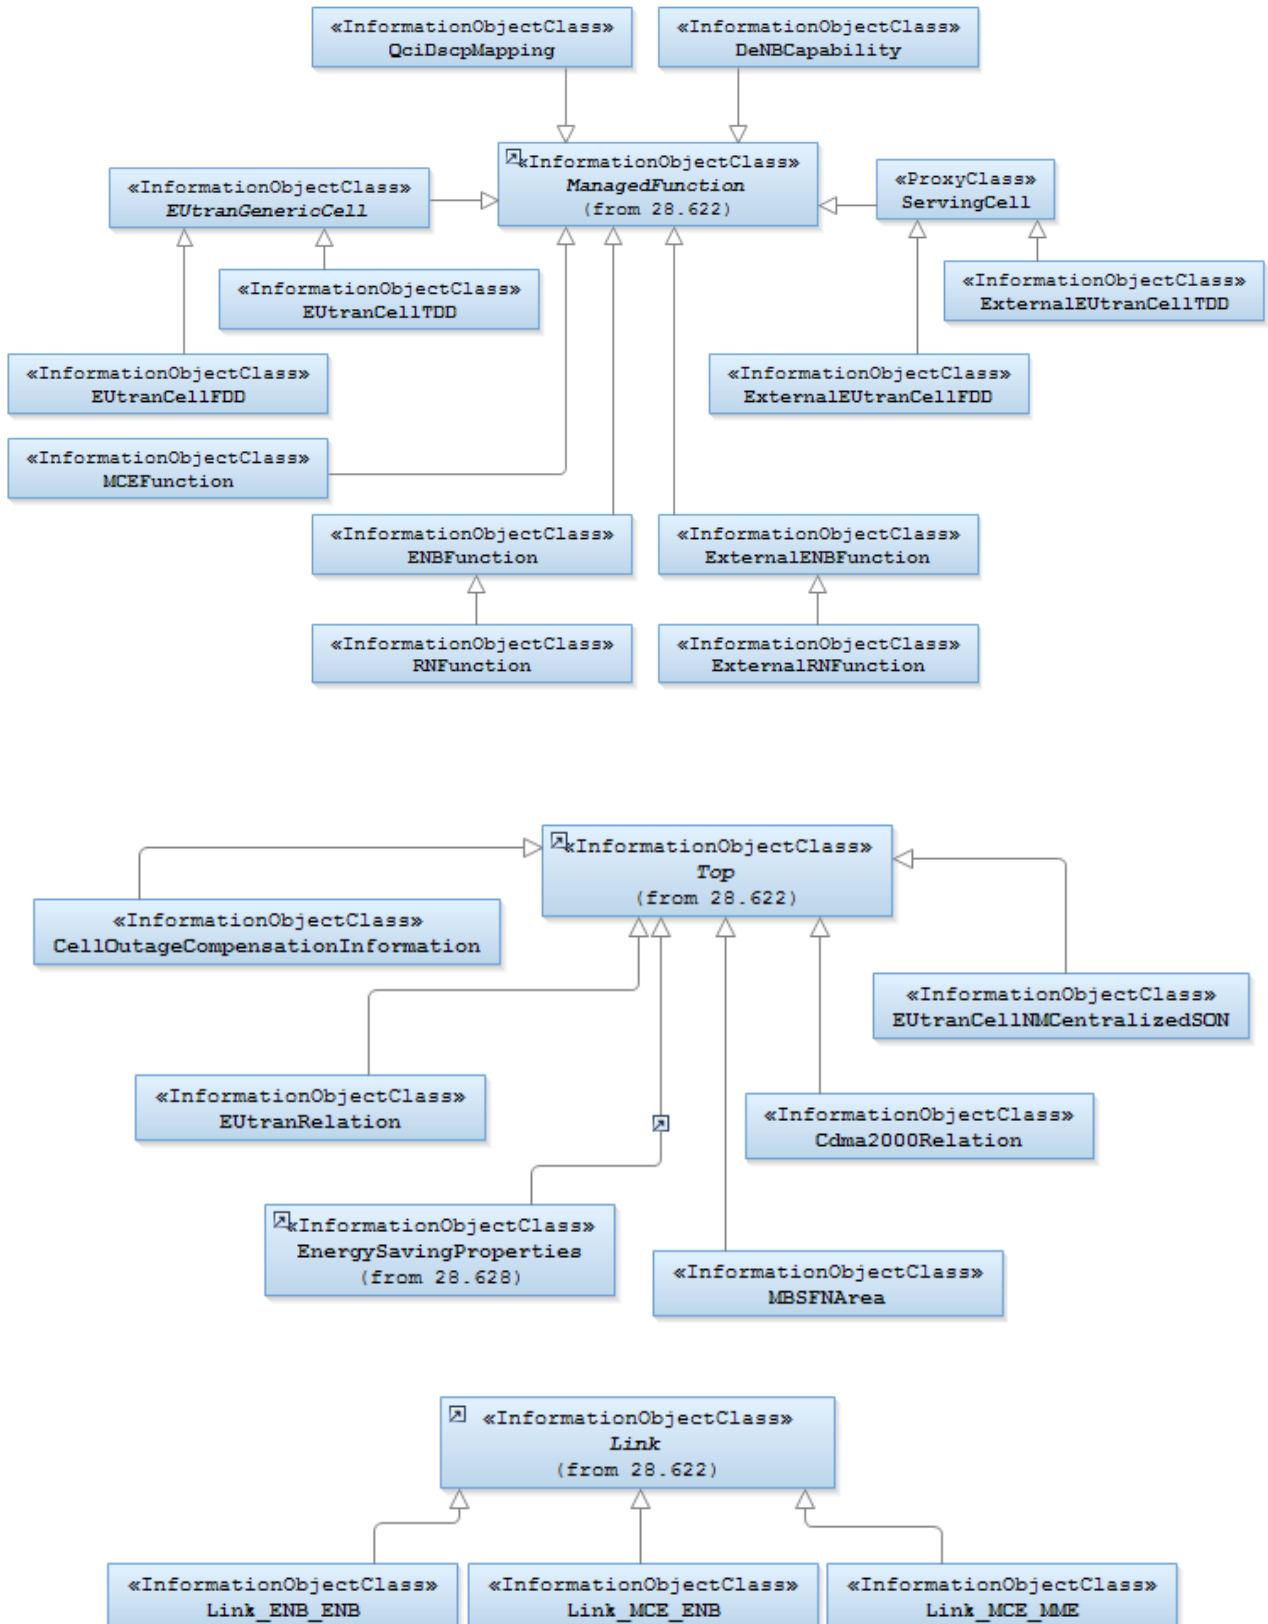 «InformationObjectClass»
QciDscpMapping
«InformationObjectClass»
DeNBCapability
«InformationObjectClass»
ManagedFunction
(from 28.622)
«InformationObjectClass»
EUtranGenericCell
«ProxyClass»
ServingCell
«InformationObjectClass»
EUtranCellTDD
«InformationObjectClass»
ExternalEUtranCellTDD
«InformationObjectClass»
EUtranCellFDD
«InformationObjectClass»
ExternalEUtranCellFDD
«InformationObjectClass»
MCEFunction
«InformationObjectClass»
ENBFunction
«InformationObjectClass»
ExternalENBFunction
«InformationObjectClass»
RNFunction
«InformationObjectClass»
ExternalRNFunction
«InformationObjectClass»
Top
(from 28.622)
«InformationObjectClass»
CellOutageCompensationInformation
«InformationObjectClass»
EUtranCellNMCentralizedSON
«InformationObjectClass»
EUtranRelation
«InformationObjectClass»
Cdma2000Relation
«InformationObjectClass»
EnergySavingProperties
(from 28.628)
«InformationObjectClass»
MBSFNArea
«InformationObjectClass»
Link
(from 28.622)
«InformationObjectClass»
Link_ENB_ENB
«InformationObjectClass»
Link_MCE_ENB
«InformationObjectClass»
Link_MCE_MME